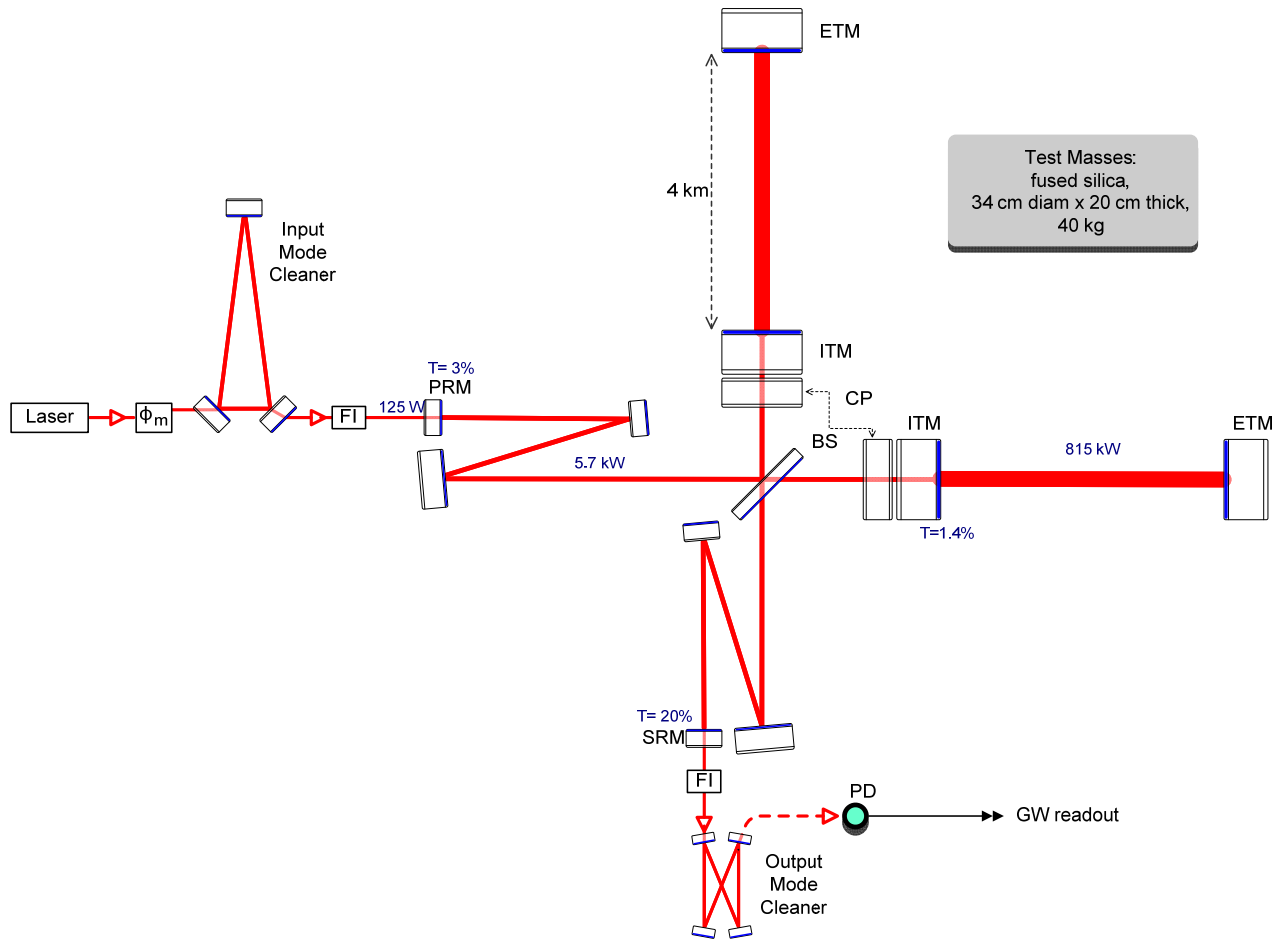 ETM
4 km
Test Masses:
fused silica,
34 cm diam x 20 cm thick,
40 kg
Input
Mode
Cleaner
ITM
T= 3%
PRM
CP
Laser
ϕm
FI
125 W
BS
ITM
ETM
5.7 kW
815 kW
T=1.4%
T= 20%
SRM
FI
PD
GW readout
Output
Mode
Cleaner